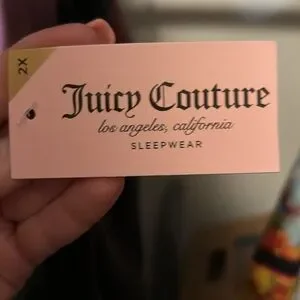 2X
Juicy Couture
los angeles, california
SLEEPWEAR